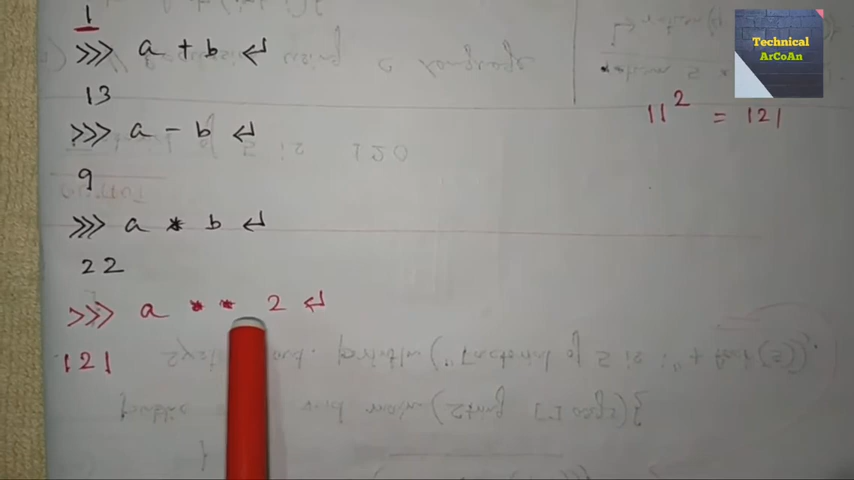 1
>>> a + b ↵
13
>>> a - b ↵
9
>>> a * b ↵
22
>>> a * * 2 ↵
121
11² = 121
Technical
ArCoAn